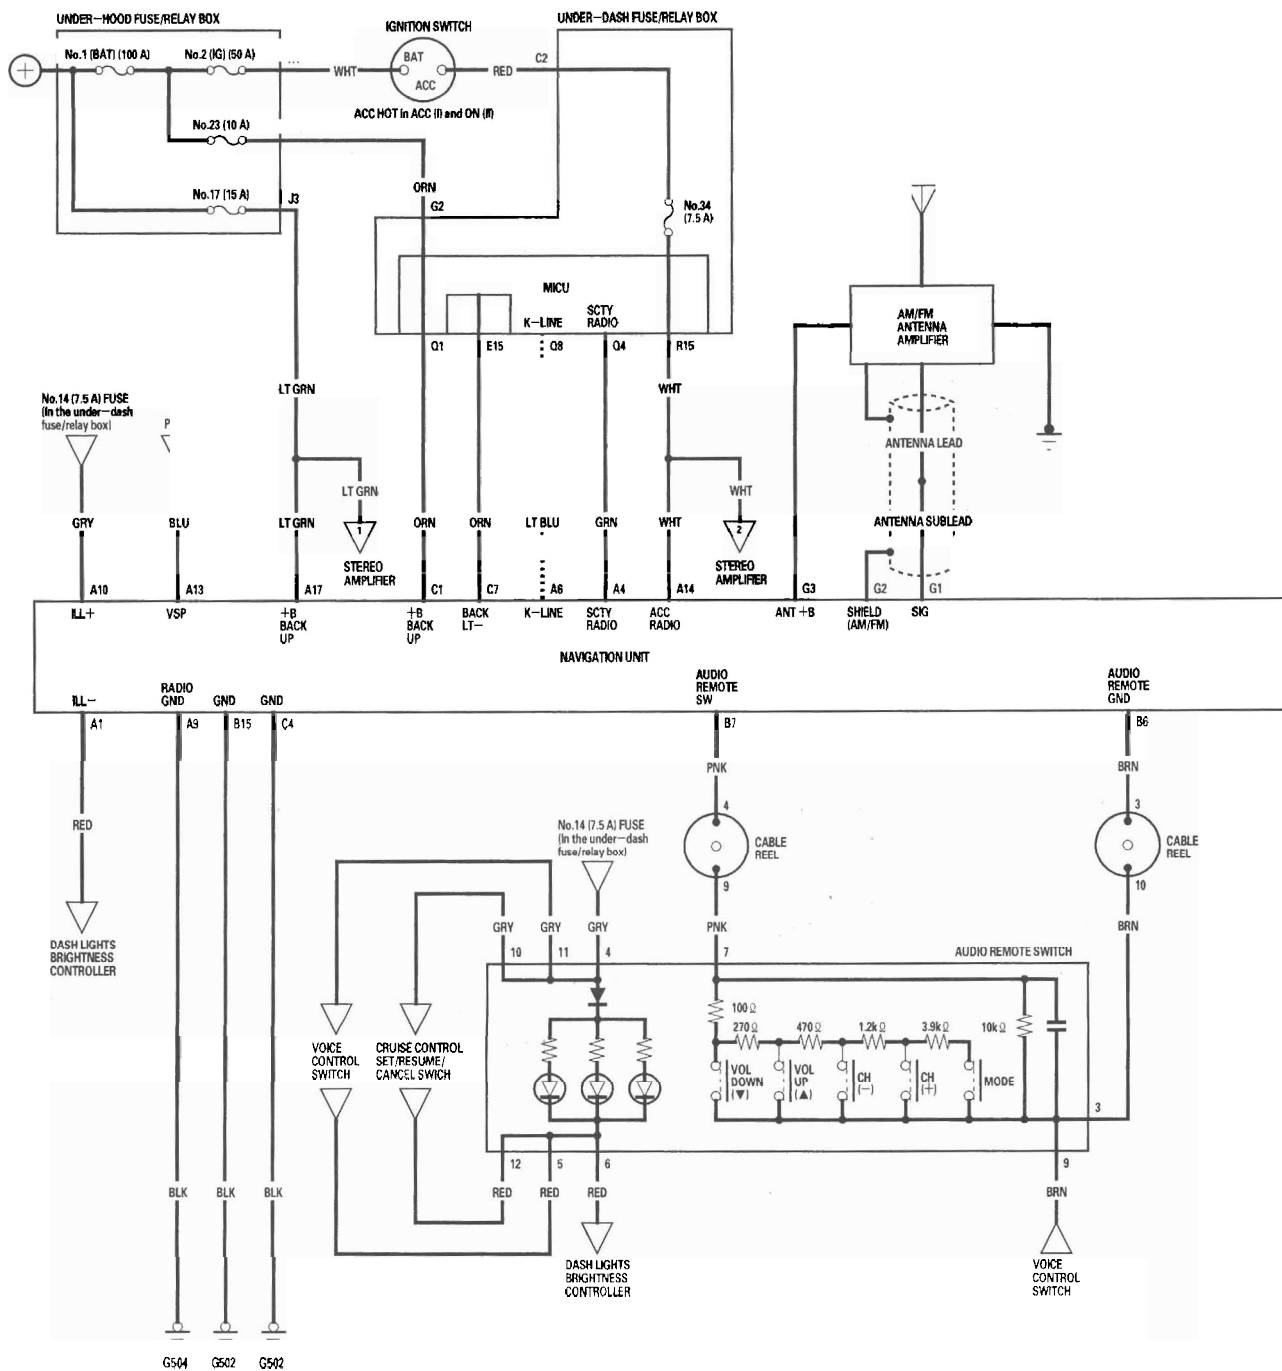 UNDER-HOOD FUSE/RELAY BOX
UNDER-DASH FUSE/RELAY BOX
IGNITION SWITCH
No.1 (BAT) (100 A)
No.2 (IG) (50 A)
WHT
BAT
ACC
RED
C2
ACC HOT in ACC (I) and ON (II)
No.23 (10 A)
No.17 (15 A)
J3
ORN
G2
No.34
(7.5 A)
MICU
K-LINE
SCTY
RADIO
Q1
E15
Q8
Q4
R15
AM/FM
ANTENNA
AMPLIFIER
LT GRN
WHT
No.14 (7.5 A) FUSE
(In the under-dash
fuse/relay box)
P
ANTENNA LEAD
LT GRN
WHT
GRY
BLU
LT GRN
1
ORN
ORN
LT BLU
GRN
WHT
2
ANTENNA SUBLEAD
STEREO
AMPLIFIER
STEREO
AMPLIFIER
A10
A13
A17
C1
C7
A6
A4
A14
G3
G2
G1
ILL+
VSP
+B
BACK
UP
+B
BACK
UP
BACK
LT-
K-LINE
SCTY
RADIO
ACC
RADIO
ANT +B
SHIELD
(AM/FM)
SIG
NAVIGATION UNIT
ILL-
RADIO
GND
GND
GND
AUDIO
REMOTE
SW
AUDIO
REMOTE
GND
A1
A9
B15
C4
B7
B6
PNK
BRN
RED
No.14 (7.5 A) FUSE
(In the under-dash
fuse/relay box)
4
CABLE
REEL
9
3
CABLE
REEL
10
GRY
GRY
GRY
PNK
BRN
DASH LIGHTS
BRIGHTNESS
CONTROLLER
10
11
4
7
AUDIO REMOTE SWITCH
100Ω
270Ω
470Ω
1.2kΩ
3.9kΩ
10kΩ
VOICE
CONTROL
SWITCH
CRUISE CONTROL
SET/RESUME/
CANCEL SWICH
VOL
DOWN
(▼)
VOL
UP
(▲)
CH
(-)
CH
(+)
MODE
3
12
5
6
9
BLK
BLK
BLK
RED
RED
RED
BRN
DASH LIGHTS
BRIGHTNESS
CONTROLLER
VOICE
CONTROL
SWITCH
G504
G502
G502